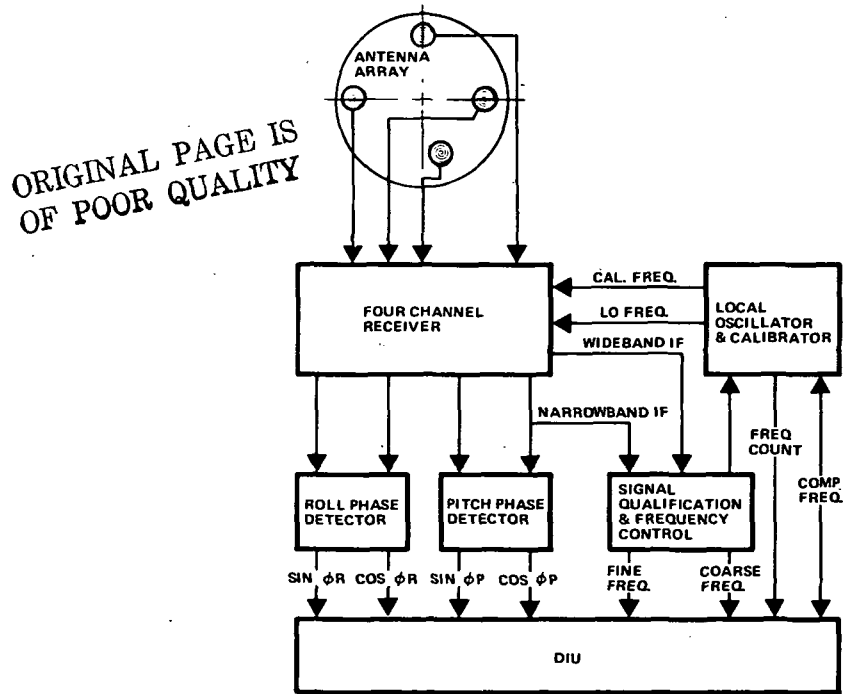 ANTENNA
ARRAY
ORIGINAL PAGE IS
OF POOR QUALITY
FOUR CHANNEL
RECEIVER
CAL. FREQ.
LO FREQ.
WIDEBAND IF
LOCAL
OSCILLATOR
& CALIBRATOR
NARROWBAND IF
FREQ
COUNT
COMP.
FREQ.
ROLL PHASE
DETECTOR
PITCH PHASE
DETECTOR
SIGNAL
QUALIFICATION
& FREQUENCY
CONTROL
SIN ϕR
COS ϕR
SIN ϕP
COS ϕP
FINE
FREQ.
COARSE
FREQ.
DIU